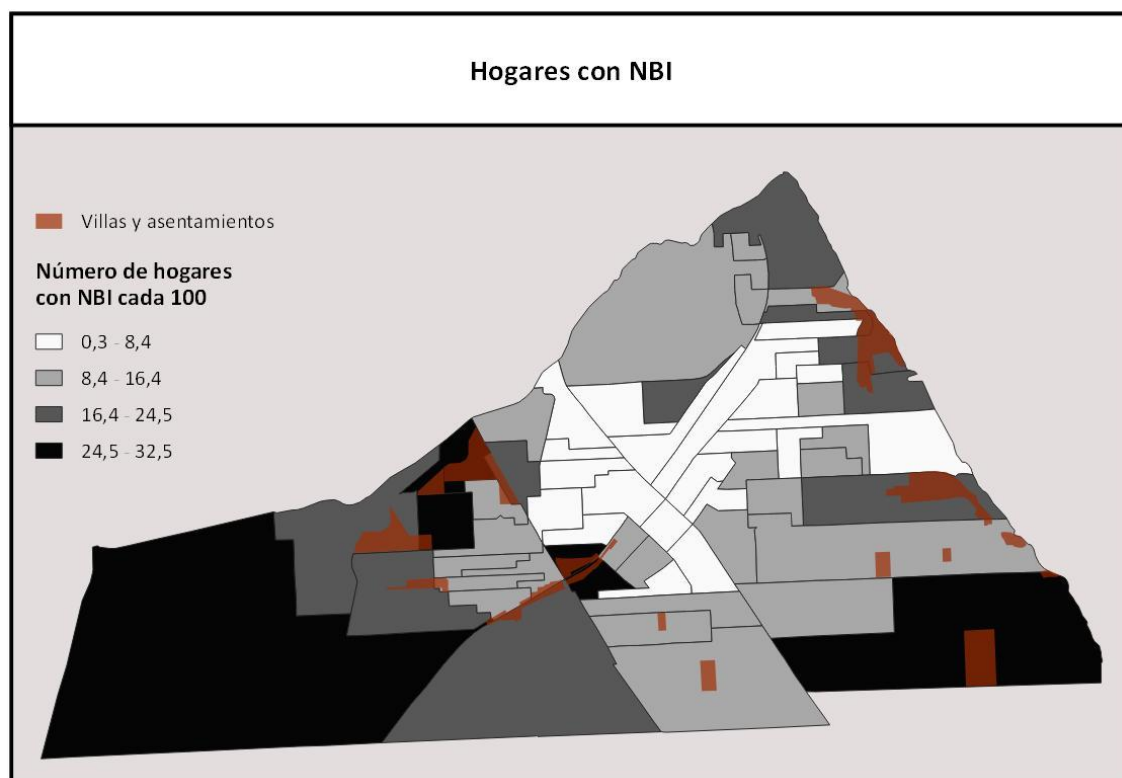 Hogares con NBI
Villas y asentamientos
Número de hogares
con NBI cada 100
0,3 - 8,4
8,4 - 16,4
16,4 - 24,5
24,5 - 32,5